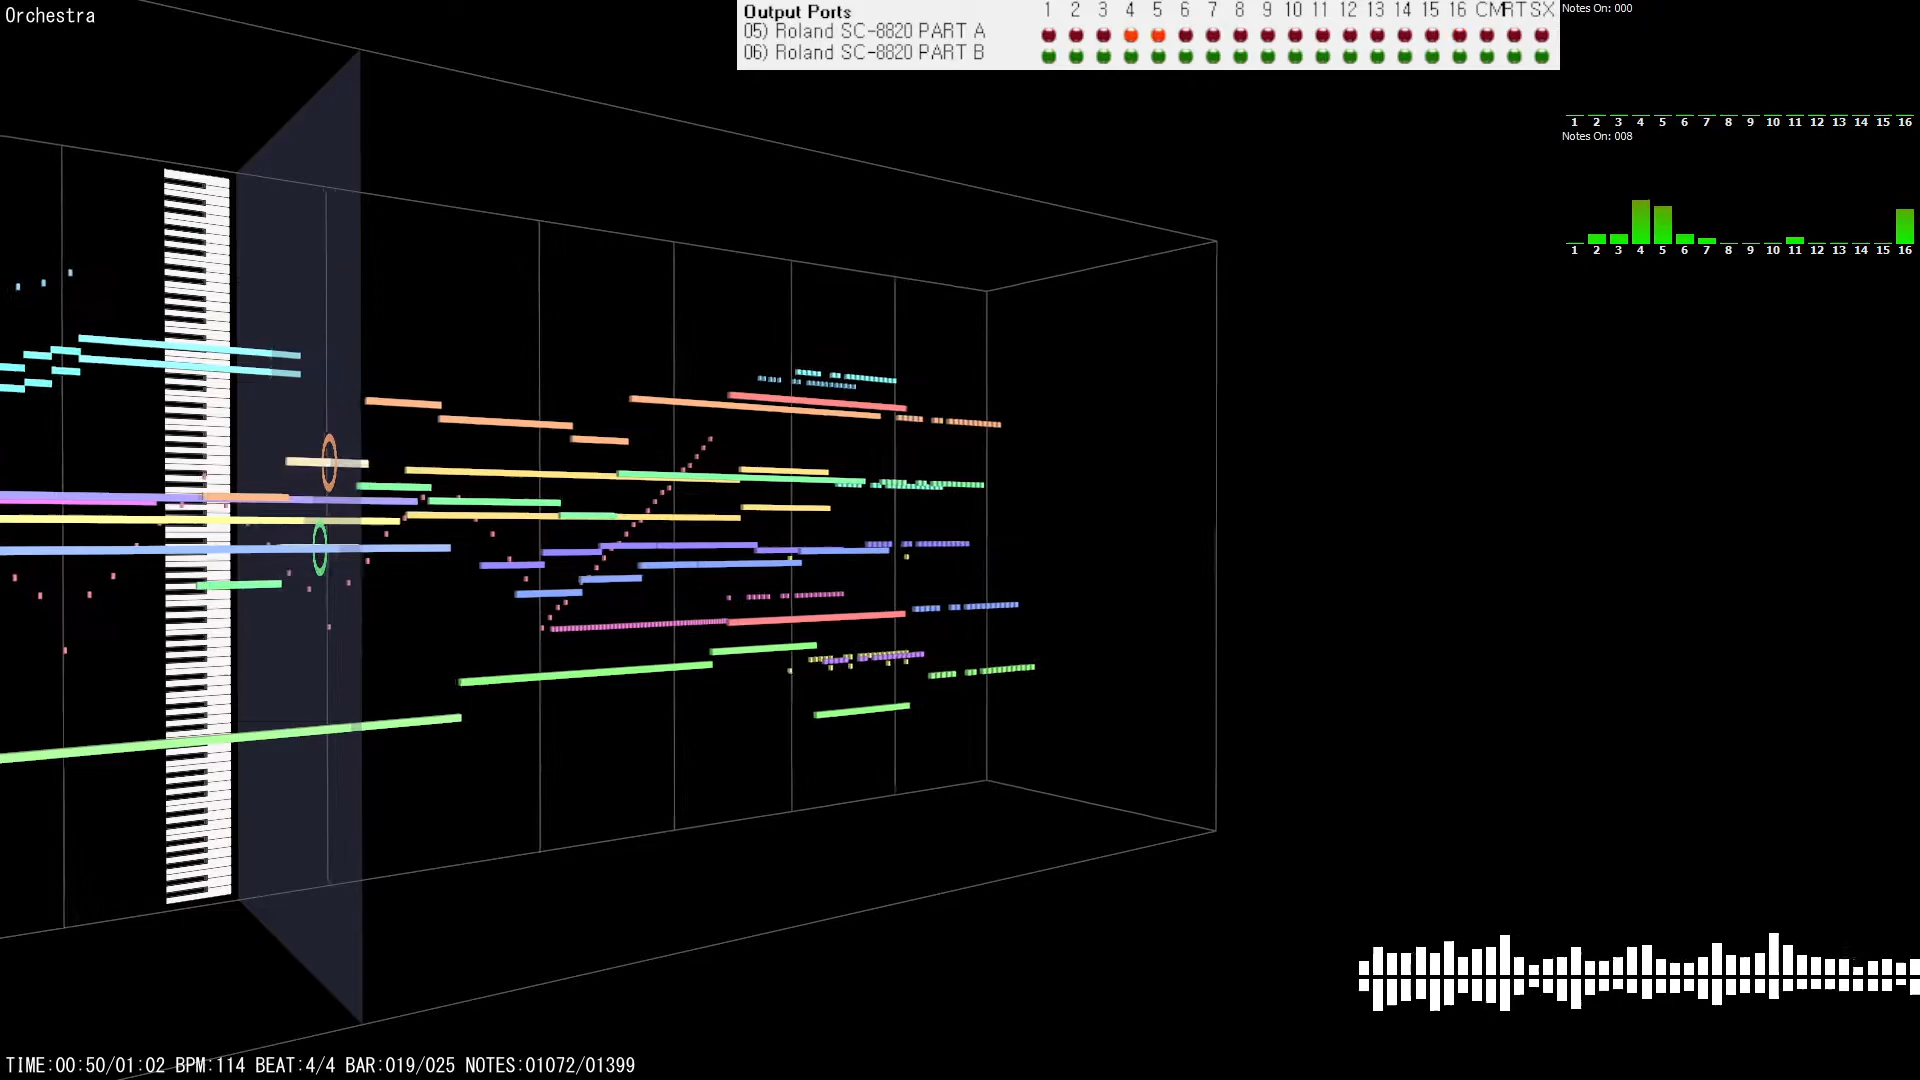 Orchestra
Output Ports 1 2 3 4 5 6 7 8 9 10 11 12 13 14 15 16 CM RT SX
05) Roland SC-8820 PART A
06) Roland SC-8820 PART B
Notes On: 000
1 2 3 4 5 6 7 8 9 10 11 12 13 14 15 16
Notes On: 008
1 2 3 4 5 6 7 8 9 10 11 12 13 14 15 16
TIME:00:50/01:02 BPM:114 BEAT:4/4 BAR:019/025 NOTES:01072/01399